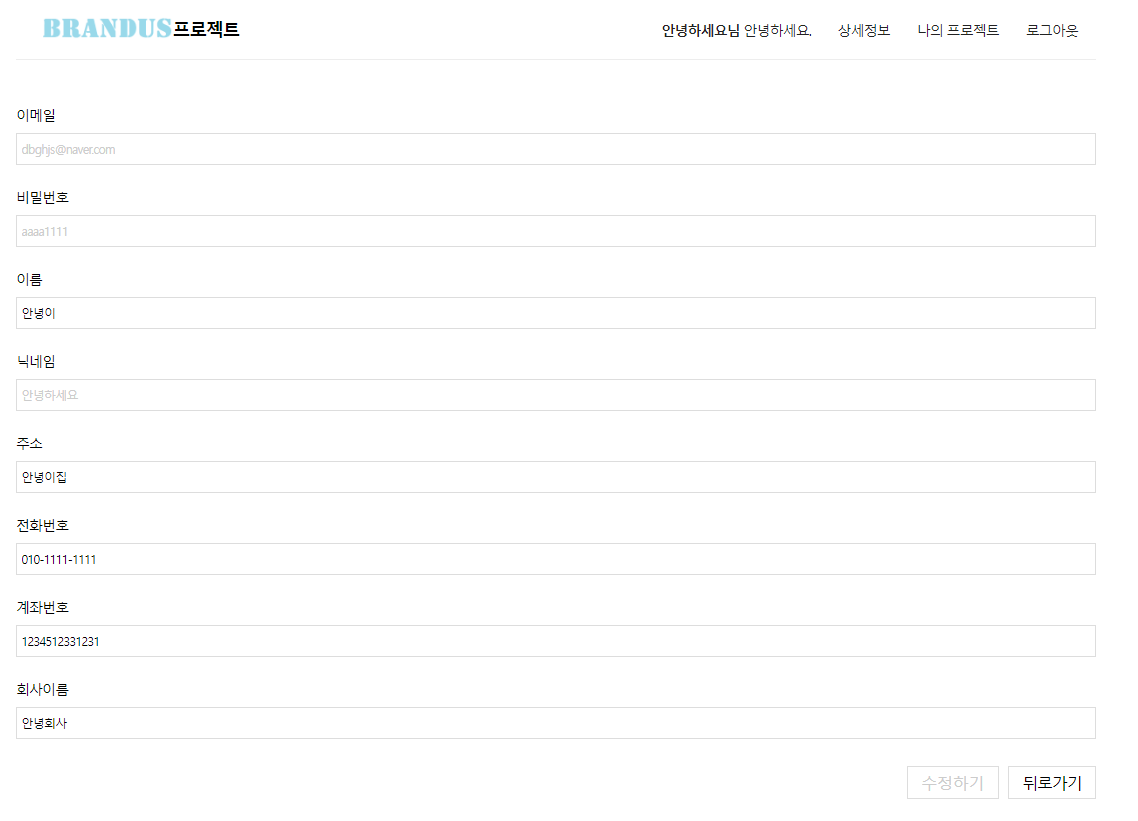 BRANDUS프로젝트 안녕하세요님 안녕하세요. 상세정보 나의 프로젝트 로그아웃
이메일
dbghjs@naver.com
비밀번호
aaaa1111
이름
안녕이
닉네임
안녕하세요
주소
안녕이집
전화번호
010-1111-1111
계좌번호
1234512331231
회사이름
안녕회사
수정하기 뒤로가기